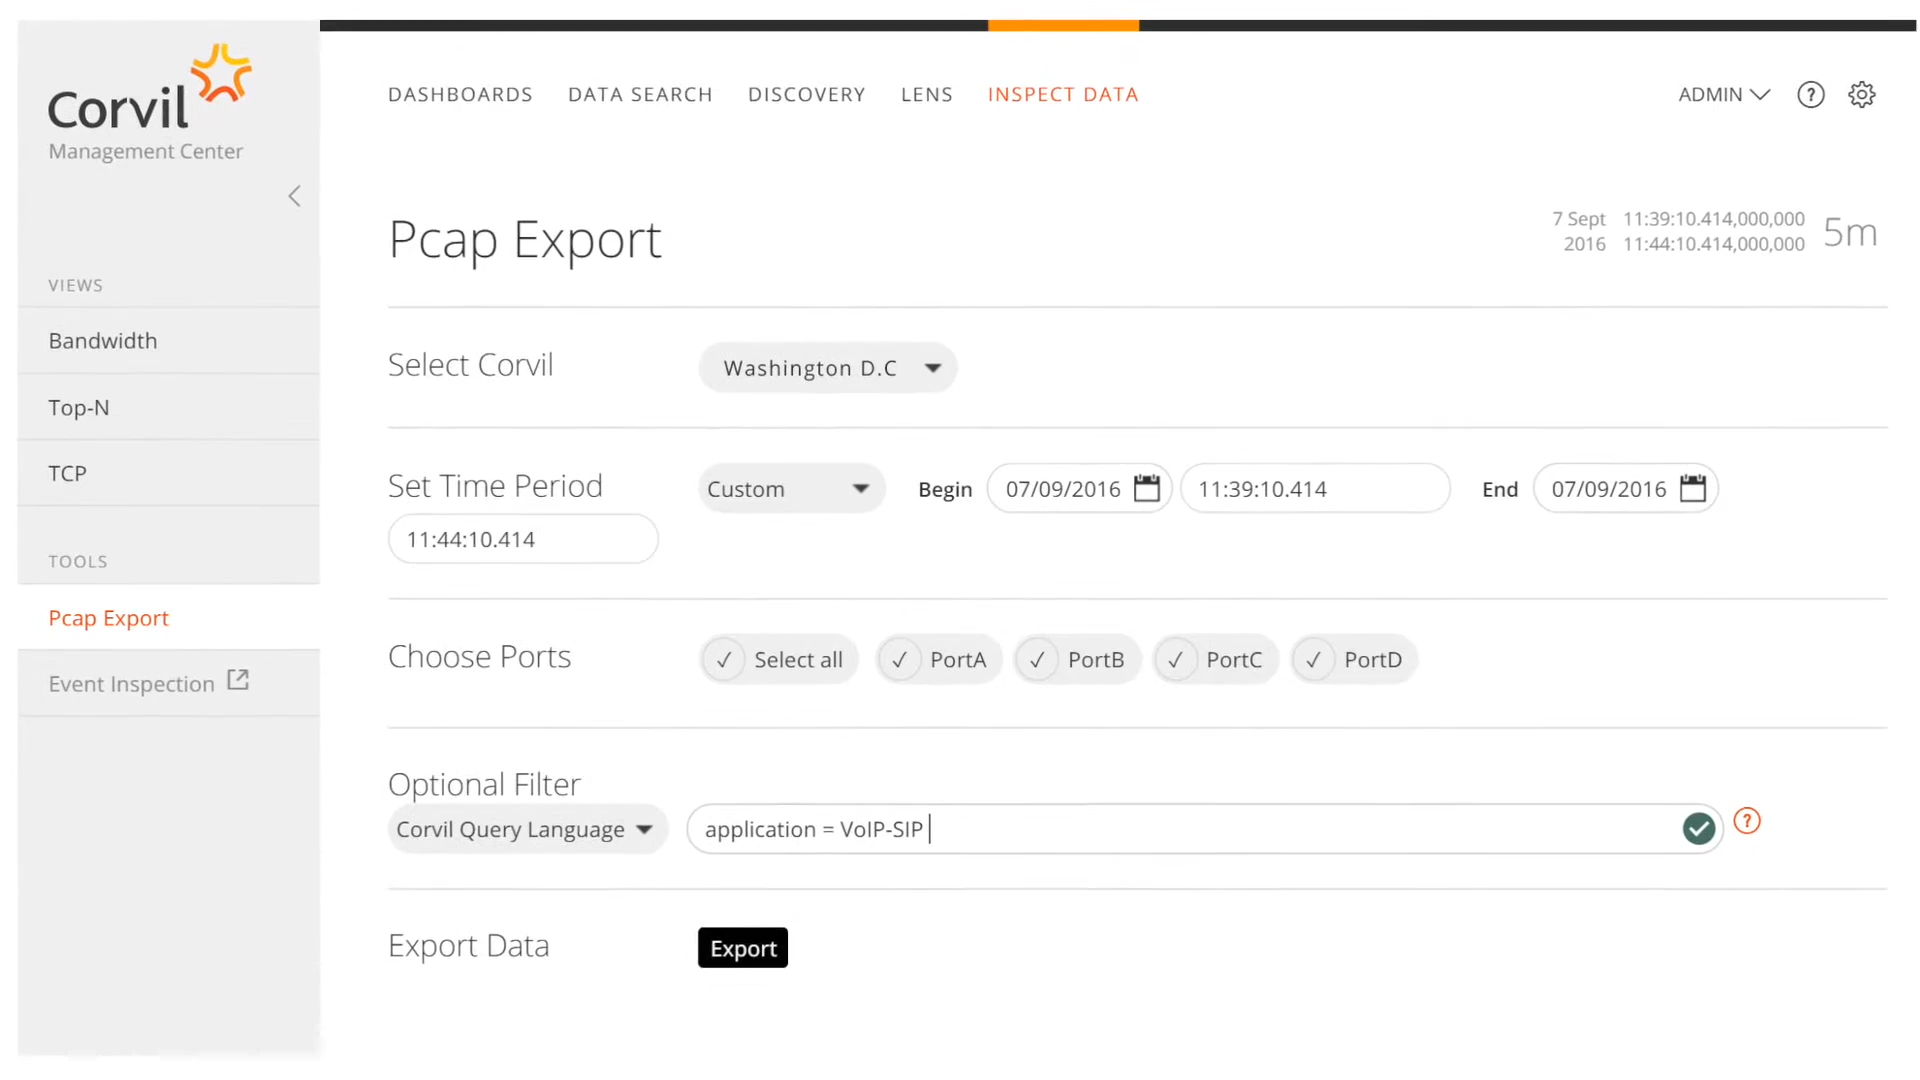 Corvil
Management Center
DASHBOARDS DATA SEARCH DISCOVERY LENS INSPECT DATA
ADMIN ?
Pcap Export
7 Sept 11:39:10.414,000,000
2016 11:44:10.414,000,000
5m
VIEWS
Bandwidth
Top-N
TCP
TOOLS
Pcap Export
Event Inspection
Select Corvil Washington D.C
Set Time Period Custom Begin 07/09/2016 11:39:10.414 End 07/09/2016
11:44:10.414
Choose Ports Select all PortA PortB PortC PortD
Optional Filter
Corvil Query Language application = VoIP-SIP ?
Export Data Export